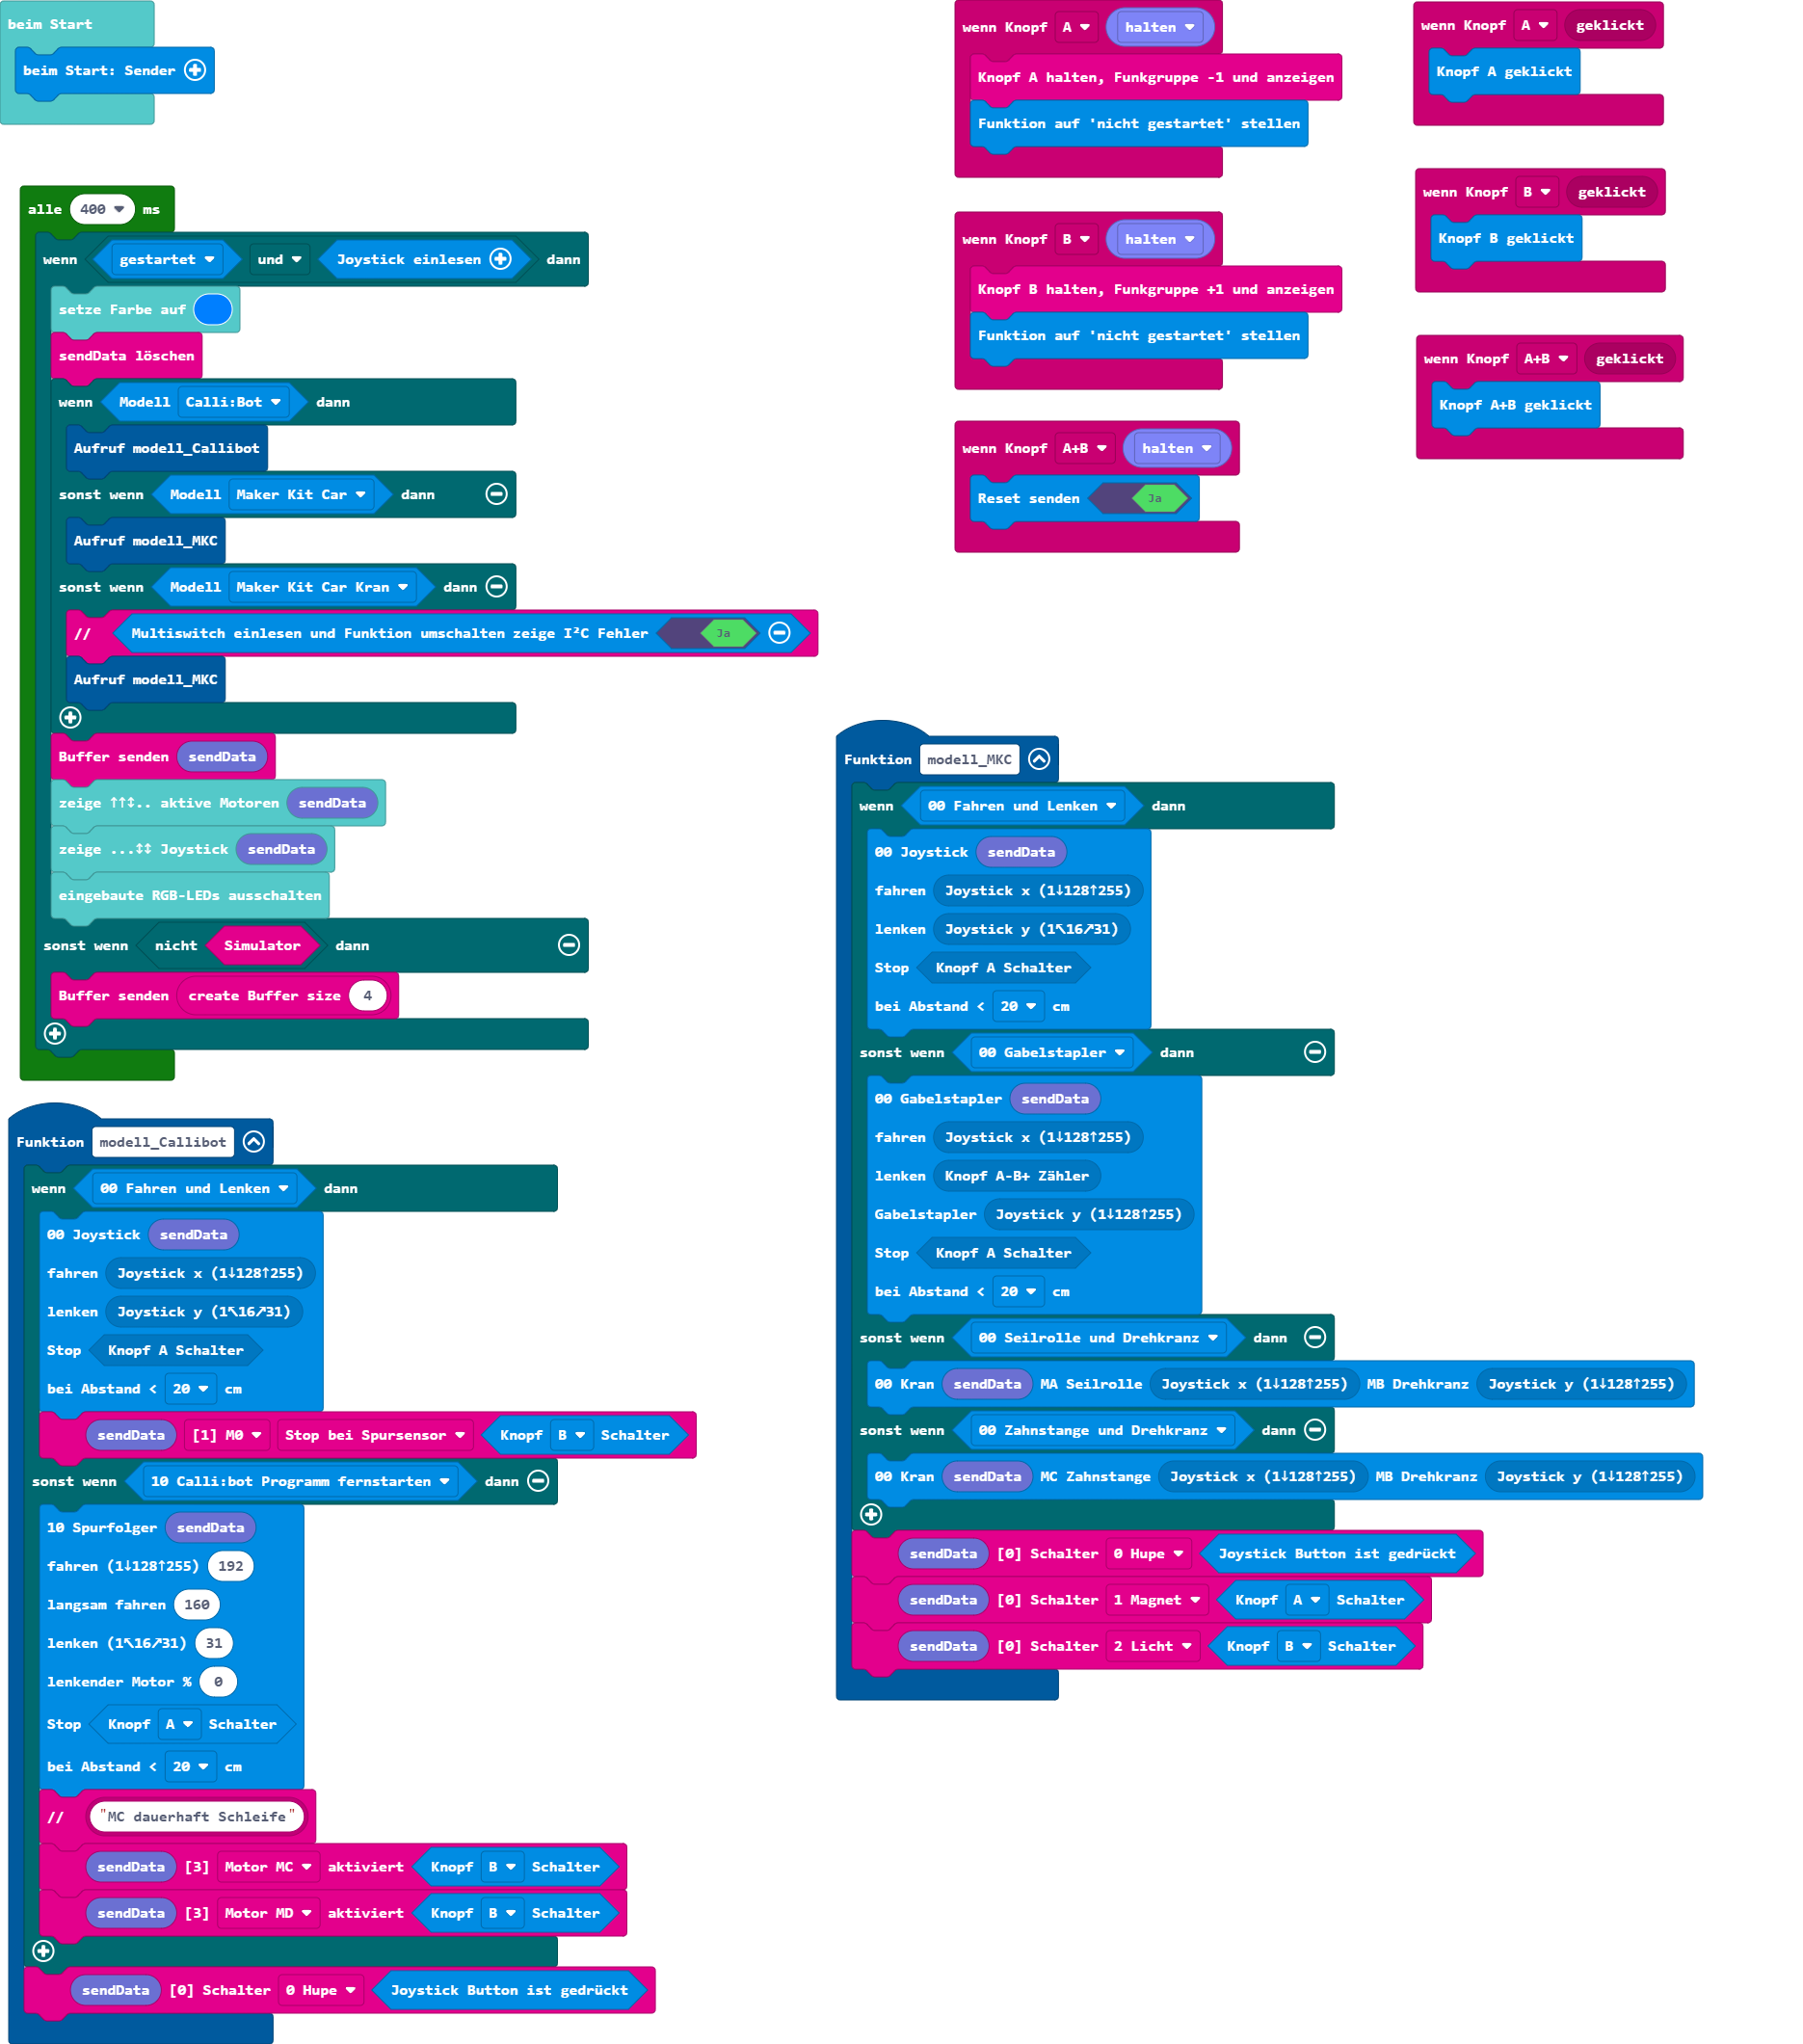 beim Start
beim Start: Sender
alle 400 ms
wenn gestartet und Joystick einlesen dann
setze Farbe auf
sendData löschen
wenn Modell Calli:Bot dann
Aufruf modell_Callibot
sonst wenn Modell Maker Kit Car dann
Aufruf modell_MKC
sonst wenn Modell Maker Kit Car Kran dann
// Multiswitch einlesen und Funktion umschalten zeige I²C Fehler Ja
Aufruf modell_MKC
Buffer senden sendData
zeige ↑↑↕.. aktive Motoren sendData
zeige ...↕↕ Joystick sendData
eingebaute RGB-LEDs ausschalten
sonst wenn nicht Simulator dann
Buffer senden create Buffer size 4
Funktion modell_Callibot
wenn 00 Fahren und Lenken dann
00 Joystick sendData
fahren Joystick x (1↓128↑255)
lenken Joystick y (1↖16↗31)
Stop Knopf A Schalter
bei Abstand < 20 cm
sendData [1] M0 Stop bei Spursensor Knopf B Schalter
sonst wenn 10 Calli:bot Programm fernstarten dann
10 Spurfolger sendData
fahren (1↓128↑255) 192
langsam fahren 160
lenken (1↖16↗31) 31
lenkender Motor % 0
Stop Knopf A Schalter
bei Abstand < 20 cm
// "MC dauerhaft Schleife"
sendData [3] Motor MC aktiviert Knopf B Schalter
sendData [3] Motor MD aktiviert Knopf B Schalter
sendData [0] Schalter 0 Hupe Joystick Button ist gedrückt
wenn Knopf A halten
Knopf A halten, Funkgruppe -1 und anzeigen
Funktion auf 'nicht gestartet' stellen
wenn Knopf B halten
Knopf B halten, Funkgruppe +1 und anzeigen
Funktion auf 'nicht gestartet' stellen
wenn Knopf A+B halten
Reset senden Ja
wenn Knopf A geklickt
Knopf A geklickt
wenn Knopf B geklickt
Knopf B geklickt
wenn Knopf A+B geklickt
Knopf A+B geklickt
Funktion modell_MKC
wenn 00 Fahren und Lenken dann
00 Joystick sendData
fahren Joystick x (1↓128↑255)
lenken Joystick y (1↖16↗31)
Stop Knopf A Schalter
bei Abstand < 20 cm
sonst wenn 00 Gabelstapler dann
00 Gabelstapler sendData
fahren Joystick x (1↓128↑255)
lenken Knopf A-B+ Zähler
Gabelstapler Joystick y (1↓128↑255)
Stop Knopf A Schalter
bei Abstand < 20 cm
sonst wenn 00 Seilrolle und Drehkranz dann
00 Kran sendData MA Seilrolle Joystick x (1↓128↑255) MB Drehkranz Joystick y (1↓128↑255)
sonst wenn 00 Zahnstange und Drehkranz dann
00 Kran sendData MC Zahnstange Joystick x (1↓128↑255) MB Drehkranz Joystick y (1↓128↑255)
sendData [0] Schalter 0 Hupe Joystick Button ist gedrückt
sendData [0] Schalter 1 Magnet Knopf A Schalter
sendData [0] Schalter 2 Licht Knopf B Schalter